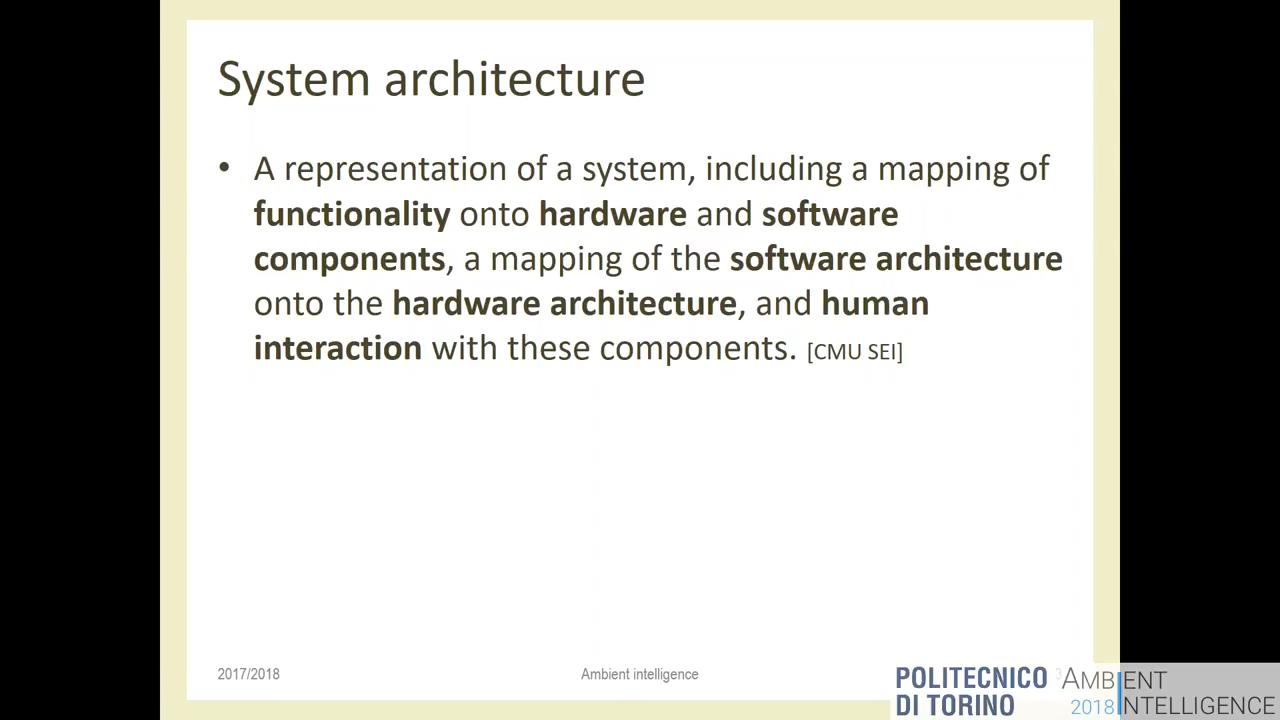 System architecture
• A representation of a system, including a mapping of
functionality onto hardware and software
components, a mapping of the software architecture
onto the hardware architecture, and human
interaction with these components. [CMU SEI]
2017/2018
Ambient intelligence
3
POLITECNICO
DI TORINO
AMBIENT
2018 INTELLIGENCE